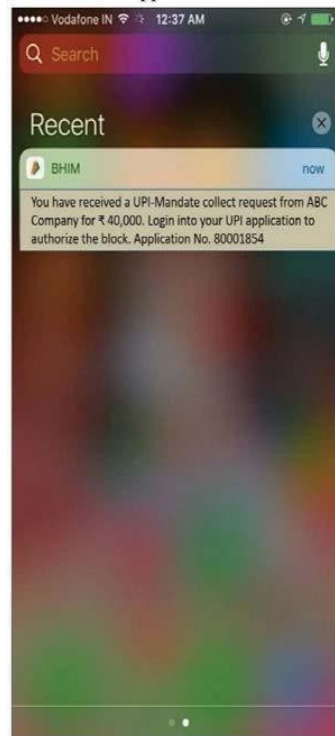 Vodafone IN 12:37 AM
Search
Recent
BHIM now
You have received a UPI-Mandate collect request from ABC
Company for ₹ 40,000. Login into your UPI application to
authorize the block. Application No. 80001854